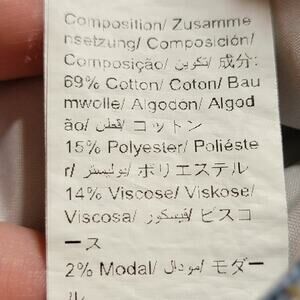 Composition/ Zusamme
nsetzung/ Composición/
Composição/ تكوين/ 成分:
69% Cotton/ Coton/ Bau
mwolle/ Algodón/ Algod
ão/ قطن/ コットン
15% Polyester/ Poliéste
r/ بوليستر/ ポリエステル
14% Viscose/ Viskose/
Viscosa/ فيسكوز/ ビスコ
ース
2% Modal/ مودال/ モダー
ル